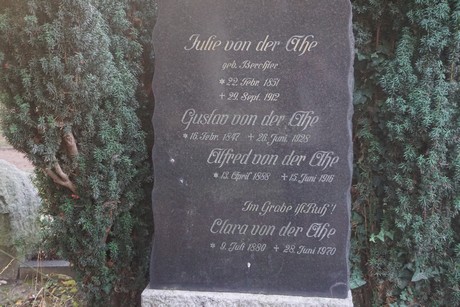 Julie von der Ahe
geb. Berchter
* 22. Febr. 1851
+ 29. Sept. 1912
Gustav von der Ahe
* 16. Febr. 1847 + 26. Juni. 1928
Alfred von der Ahe
* 13. April 1888 + 15. Juni 1916
Im Grabe ist Ruh'!
Clara von der Ahe
* 9. Juli 1880 + 28. Juni 1970